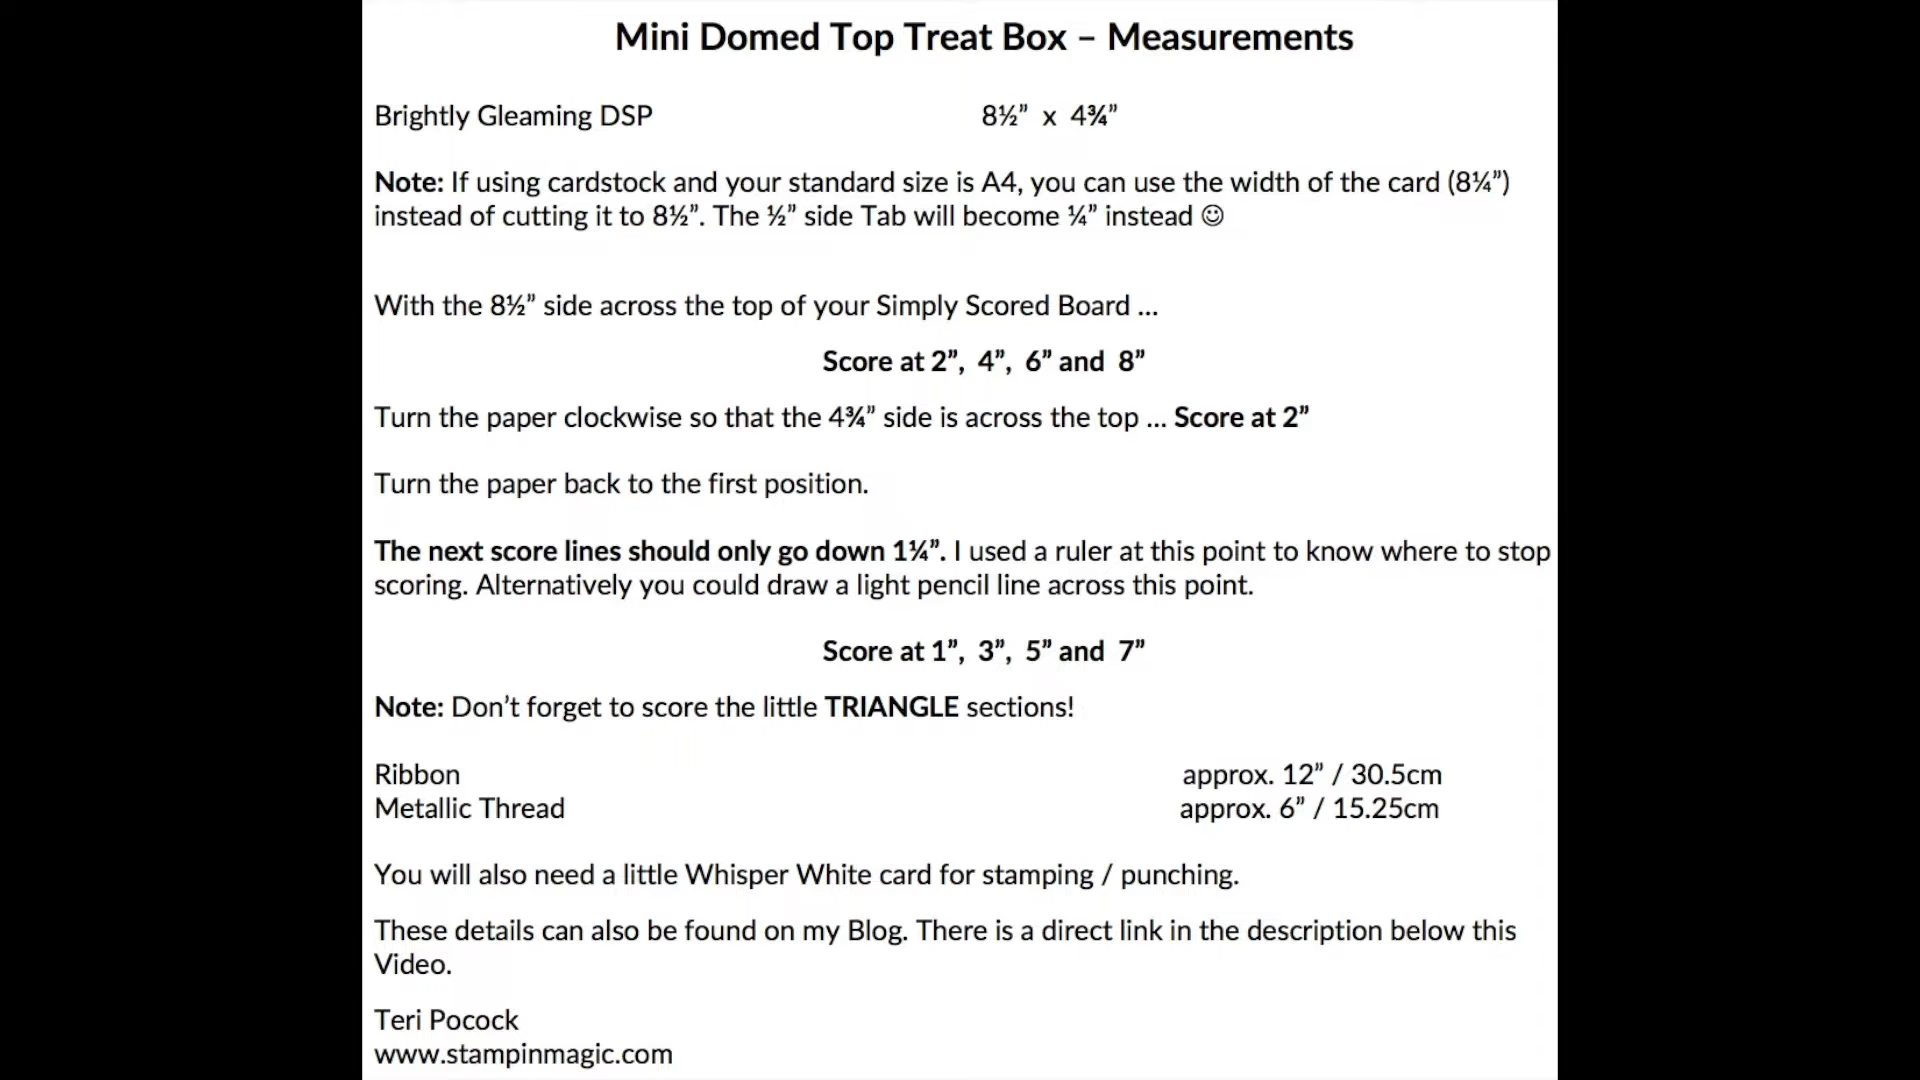 Mini Domed Top Treat Box – Measurements
Brightly Gleaming DSP 8½” x 4¾”
Note: If using cardstock and your standard size is A4, you can use the width of the card (8¼”)
instead of cutting it to 8½”. The ½” side Tab will become ¼” instead ☺
With the 8½” side across the top of your Simply Scored Board ...
Score at 2”, 4”, 6” and 8”
Turn the paper clockwise so that the 4¾” side is across the top ... Score at 2”
Turn the paper back to the first position.
The next score lines should only go down 1¼”. I used a ruler at this point to know where to stop
scoring. Alternatively you could draw a light pencil line across this point.
Score at 1”, 3”, 5” and 7”
Note: Don’t forget to score the little TRIANGLE sections!
Ribbon approx. 12” / 30.5cm
Metallic Thread approx. 6” / 15.25cm
You will also need a little Whisper White card for stamping / punching.
These details can also be found on my Blog. There is a direct link in the description below this
Video.
Teri Pocock
www.stampinmagic.com